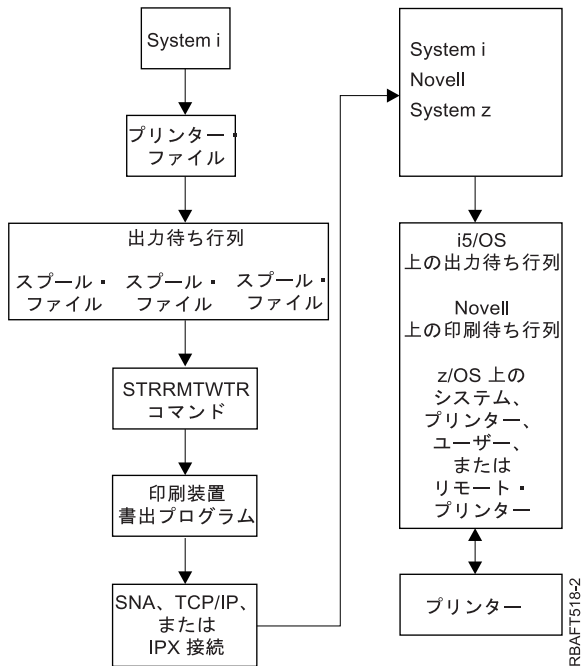 System i
プリンター・
ファイル
出力待ち行列
スプール・ スプール・ スプール・
ファイル ファイル ファイル
STRRMTWTR
コマンド
印刷装置
書出プログラム
SNA、TCP/IP、
または
IPX 接続
System i
Novell
System z
i5/OS
上の出力待ち行列
Novell
上の印刷待ち行列
z/OS 上の
システム、
プリンター、
ユーザー、
または
リモート・
プリンター
プリンター
RBAFT518-2